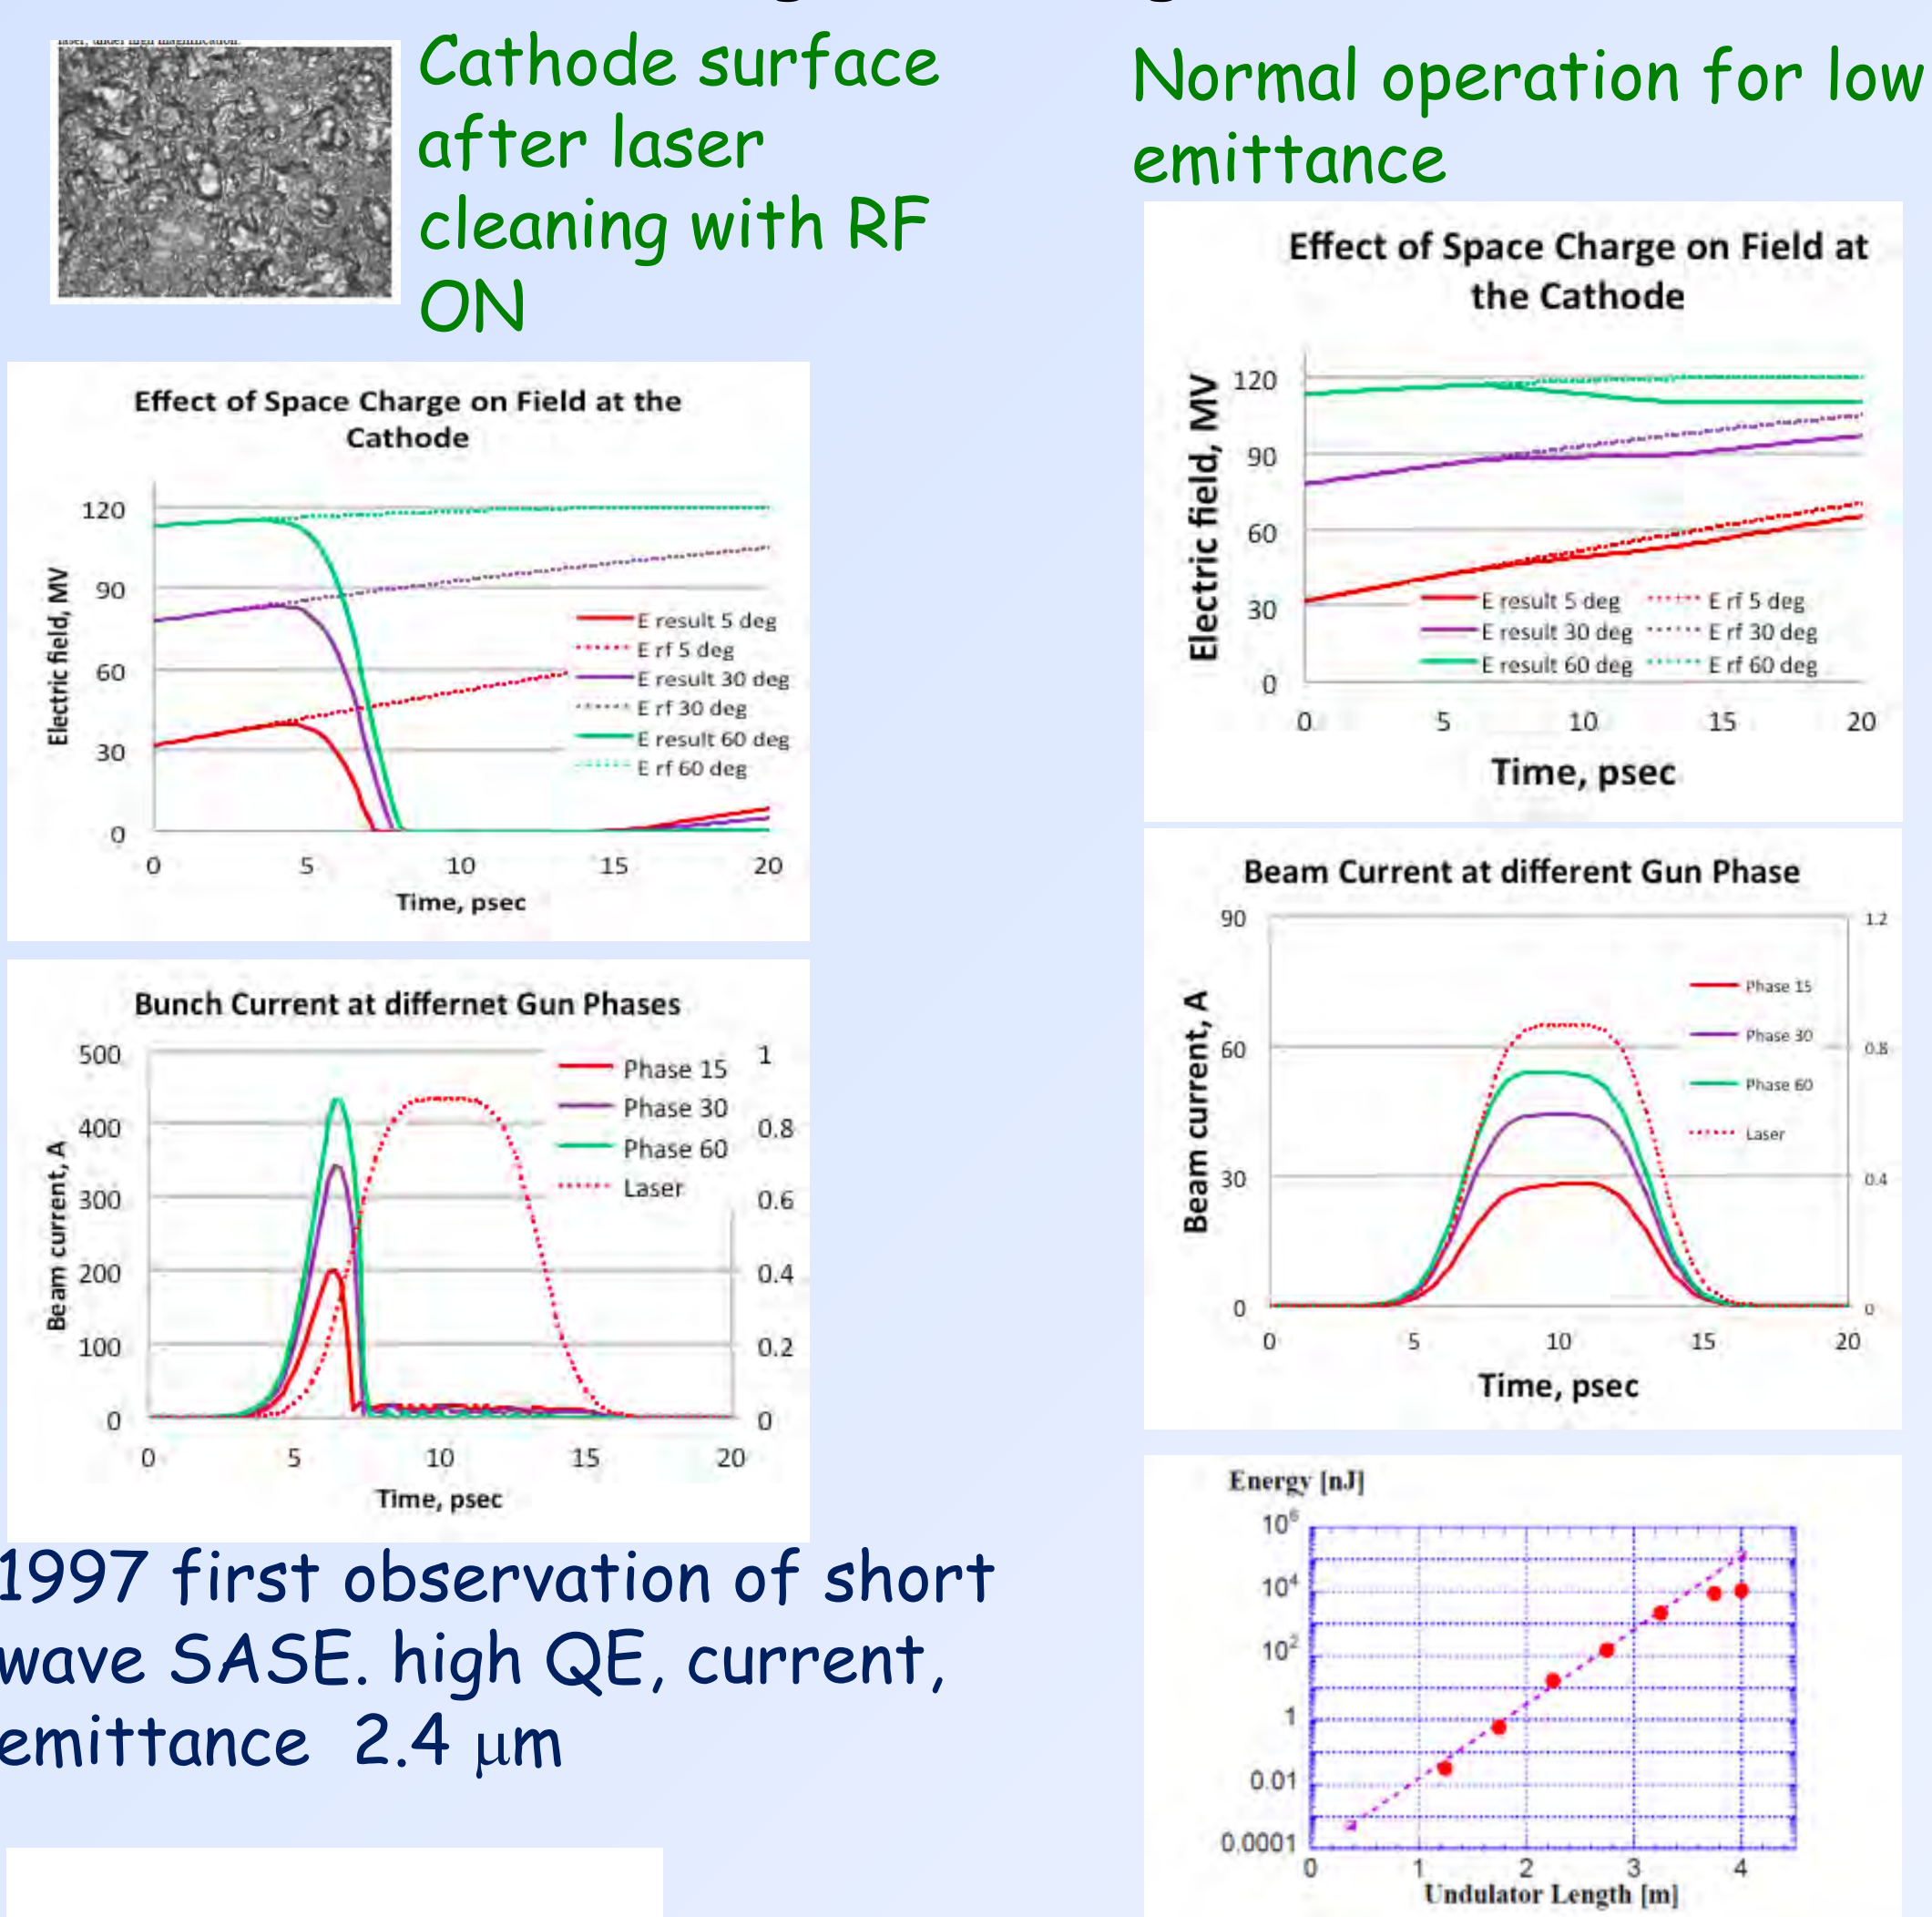 laser, under high magnification.
Cathode surface
after laser
cleaning with RF
ON
Effect of Space Charge on Field at the
Cathode
Electric field, MV
120
90
60
30
0
E result 5 deg
E rf 5 deg
E result 30 deg
E rf 30 deg
E result 60 deg
E rf 60 deg
0 5 10 15 20
Time, psec
Bunch Current at differnet Gun Phases
Beam current, A
500
400
300
200
100
0
Phase 15
Phase 30
Phase 60
Laser
1
0.8
0.6
0.4
0.2
0
0 5 10 15 20
Time, psec
1997 first observation of short
wave SASE. high QE, current,
emittance 2.4 μm
Normal operation for low
emittance
Effect of Space Charge on Field at
the Cathode
Electric field, MV
120
90
60
30
0
E result 5 deg E rf 5 deg
E result 30 deg E rf 30 deg
E result 60 deg E rf 60 deg
0 5 10 15 20
Time, psec
Beam Current at different Gun Phase
Beam current, A
90
60
30
0
Phase 15
Phase 30
Phase 60
Laser
1.2
0.8
0.4
0
0 5 10 15 20
Time, psec
Energy [nJ]
10⁶
10⁴
10²
1
0.01
0.0001
0 1 2 3 4
Undulator Length [m]